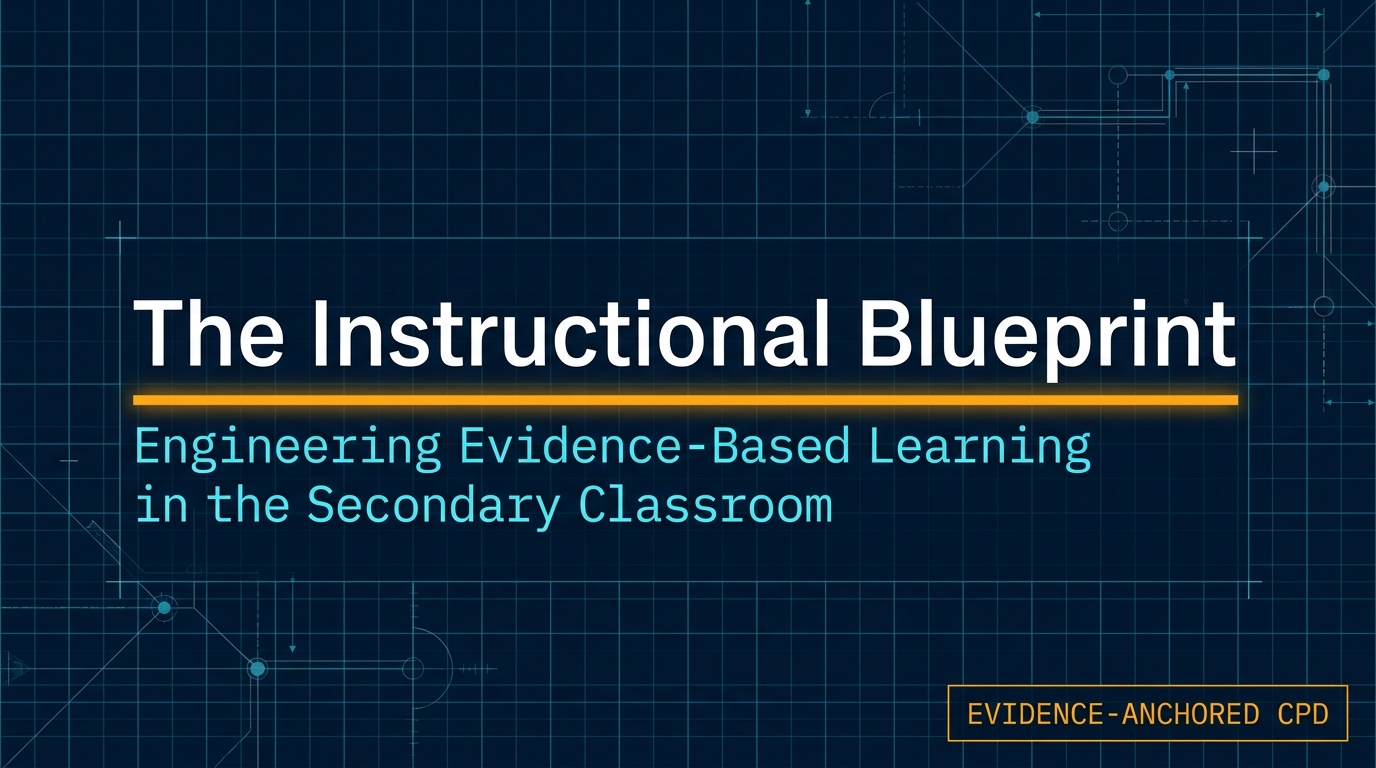 The Instructional Blueprint
Engineering Evidence-Based Learning
in the Secondary Classroom
EVIDENCE-ANCHORED CPD